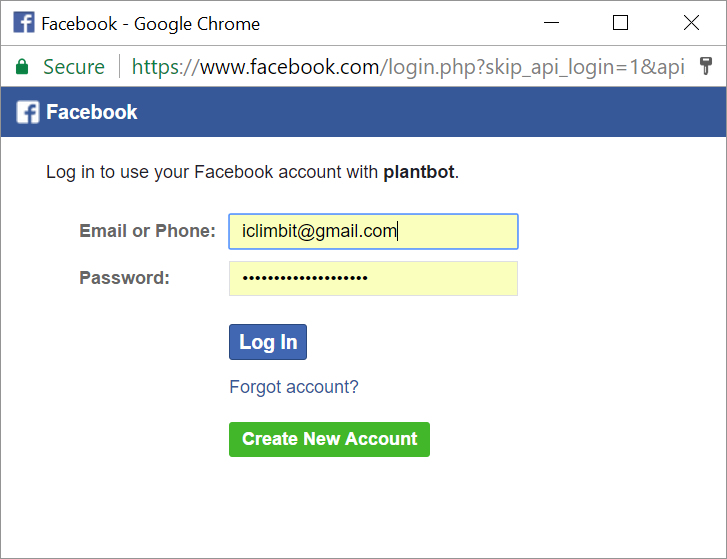 Facebook - Google Chrome
Secure https://www.facebook.com/login.php?skip_api_login=1&api
Facebook
Log in to use your Facebook account with plantbot.
Email or Phone: iclimbit@gmail.com
Password: ••••••••••••••••••••
Log In
Forgot account?
Create New Account